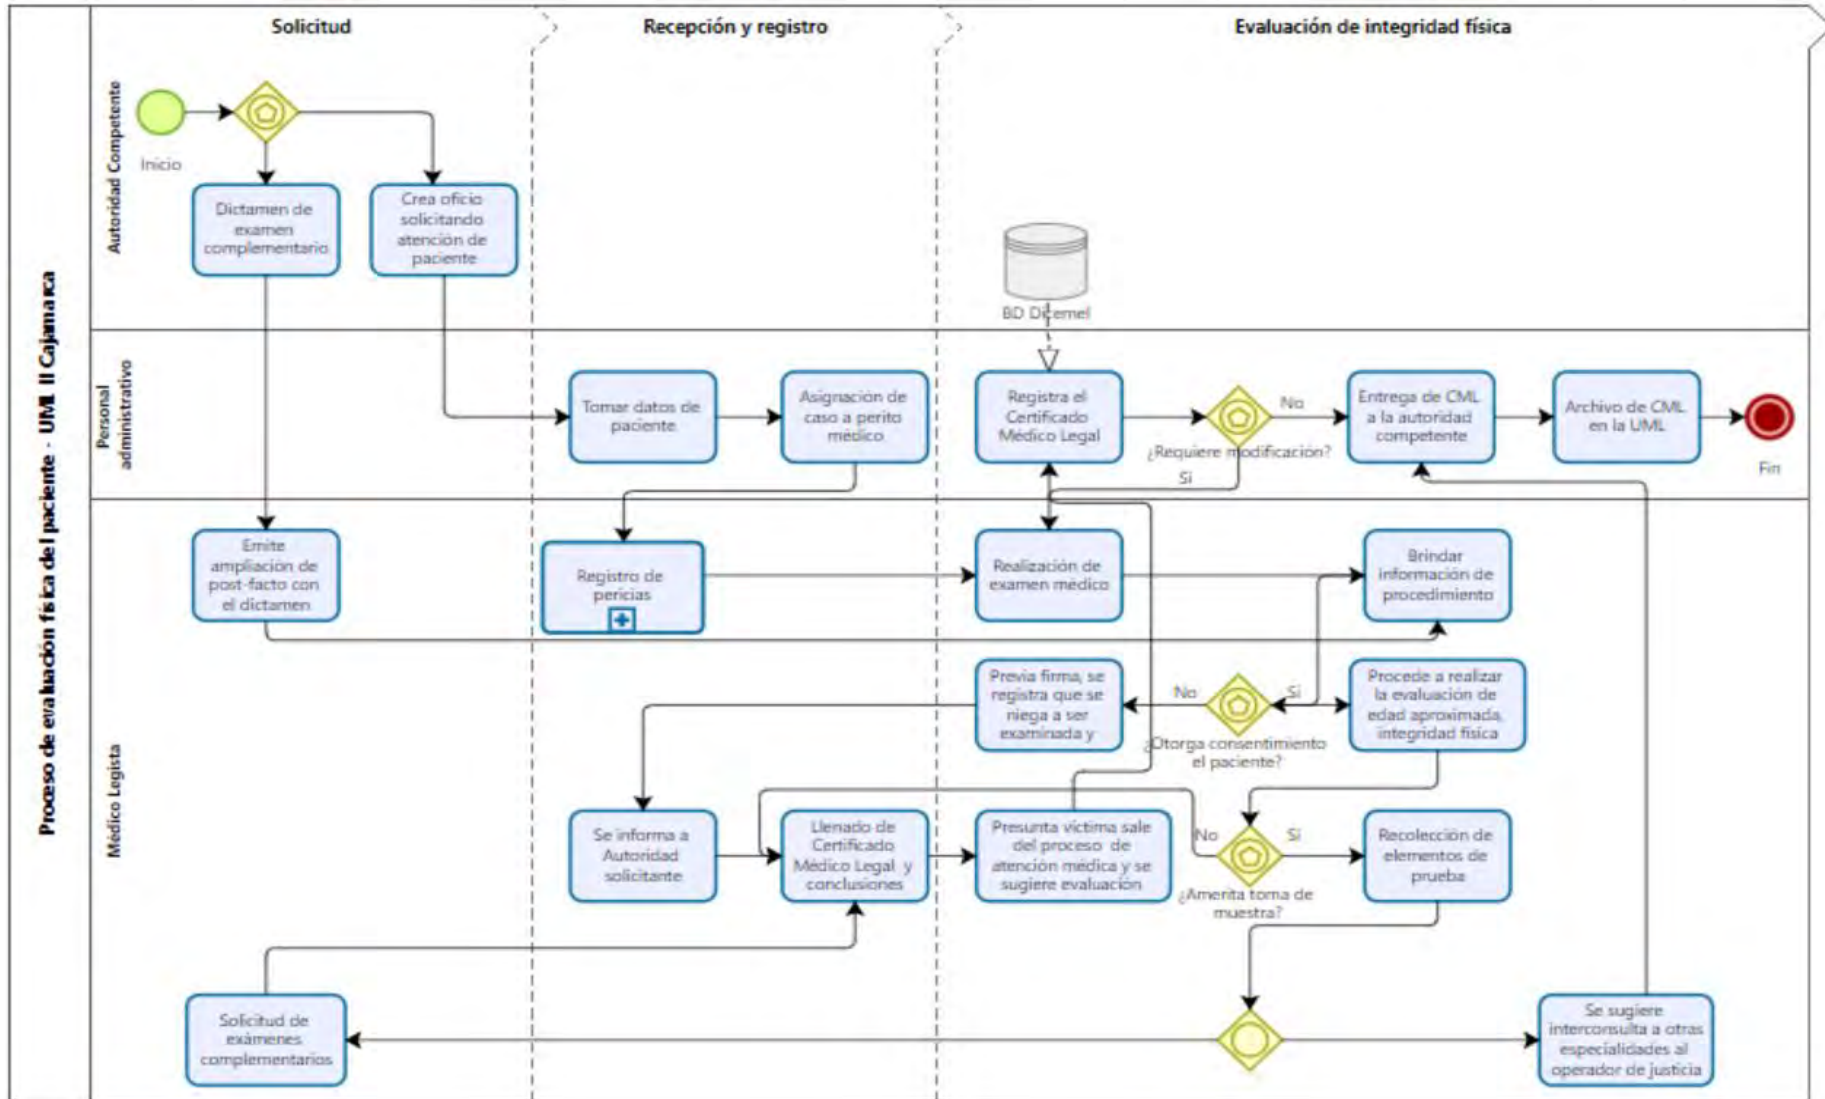 Solicitud
Recepción y registro
Evaluación de integridad física
Proceso de evaluación física del paciente - UML II Cajamarca
Autoridad Competente
Inicio
Dictamen de
examen
complementario
Crea oficio
solicitando
atención de
paciente
BD Dicemel
Personal
administrativo
Tomar datos de
paciente
Asignación de
caso a perito
médico
Registra el
Certificado
Médico Legal
¿Requiere modificación?
No
Si
Entrega de CML
a la autoridad
competente
Archivo de CML
en la UML
Fin
Médico Legista
Emite
ampliación de
post-facto con
el dictamen
Registro de
pericias
Realización de
examen médico
Brindar
información de
procedimiento
Previa firma, se
registra que se
niega a ser
examinada y
No
Si
¿Otorga consentimiento
el paciente?
Procede a realizar
la evaluación de
edad aproximada,
integridad física
Se informa a
Autoridad
solicitante
Llenado de
Certificado
Médico Legal y
conclusiones
Presunta víctima sale
del proceso de
atención médica y se
sugiere evaluación
No
Si
¿Amerita toma de
muestra?
Recolección de
elementos de
prueba
Solicitud de
exámenes
complementarios
Se sugiere
interconsulta a otras
especialidades al
operador de justicia